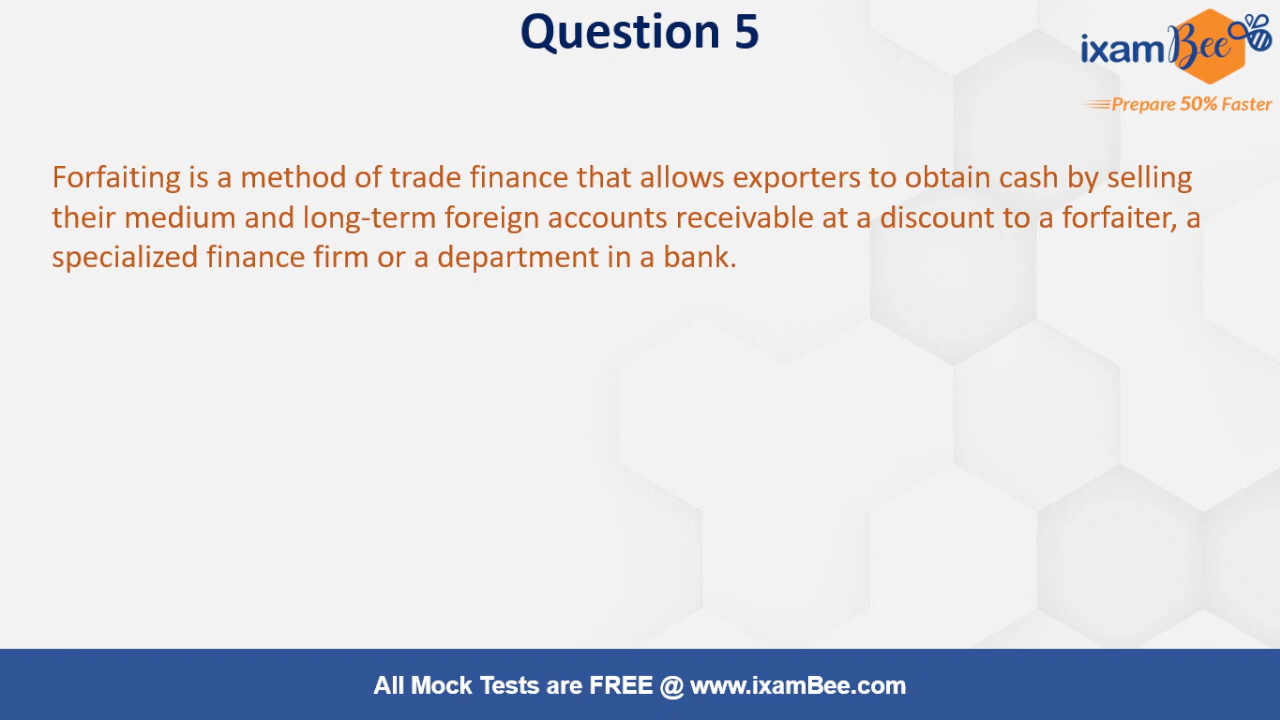 Question 5
ixamBee
Prepare 50% Faster
Forfaiting is a method of trade finance that allows exporters to obtain cash by selling
their medium and long-term foreign accounts receivable at a discount to a forfaiter, a
specialized finance firm or a department in a bank.
All Mock Tests are FREE @ www.ixamBee.com